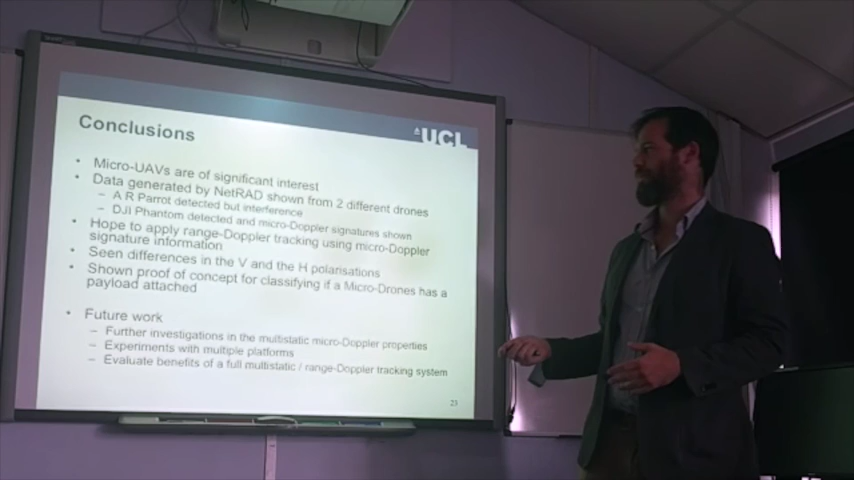 Conclusions
UCL
• Micro-UAVs are of significant interest
• Data generated by NetRAD shown from 2 different drones
– A R Parrot detected but interference
– DJI Phantom detected and micro-Doppler signatures shown
• Hope to apply range-Doppler tracking using micro-Doppler
signature information
• Seen differences in the V and the H polarisations
• Shown proof of concept for classifying if a Micro-Drones has a
payload attached
• Future work
– Further investigations in the multistatic micro-Doppler properties
– Experiments with multiple platforms
– Evaluate benefits of a full multistatic / range-Doppler tracking system
23